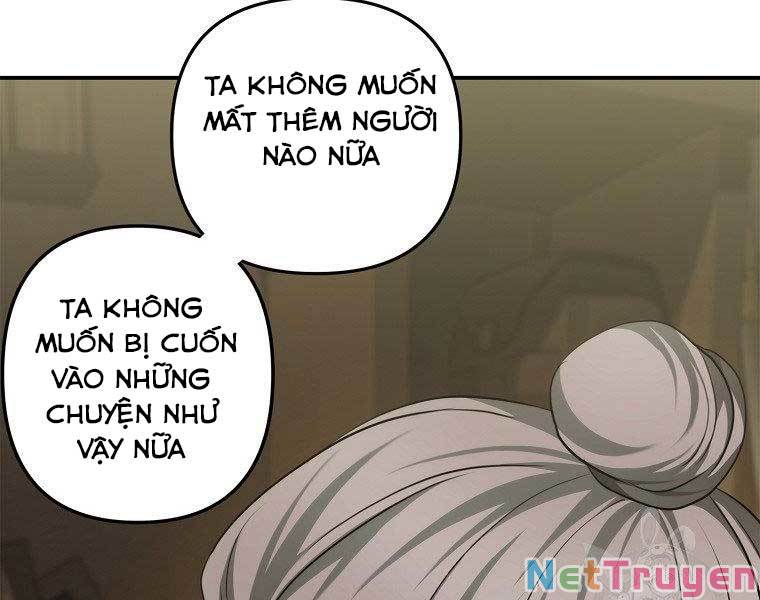 TA KHÔNG MUỐN
MẤT THÊM NGƯỜI
NÀO NỮA
TA KHÔNG
MUỐN BỊ CUỐN
VÀO NHỮNG
CHUYỆN NHƯ
VẬY NỮA
NetTruyen